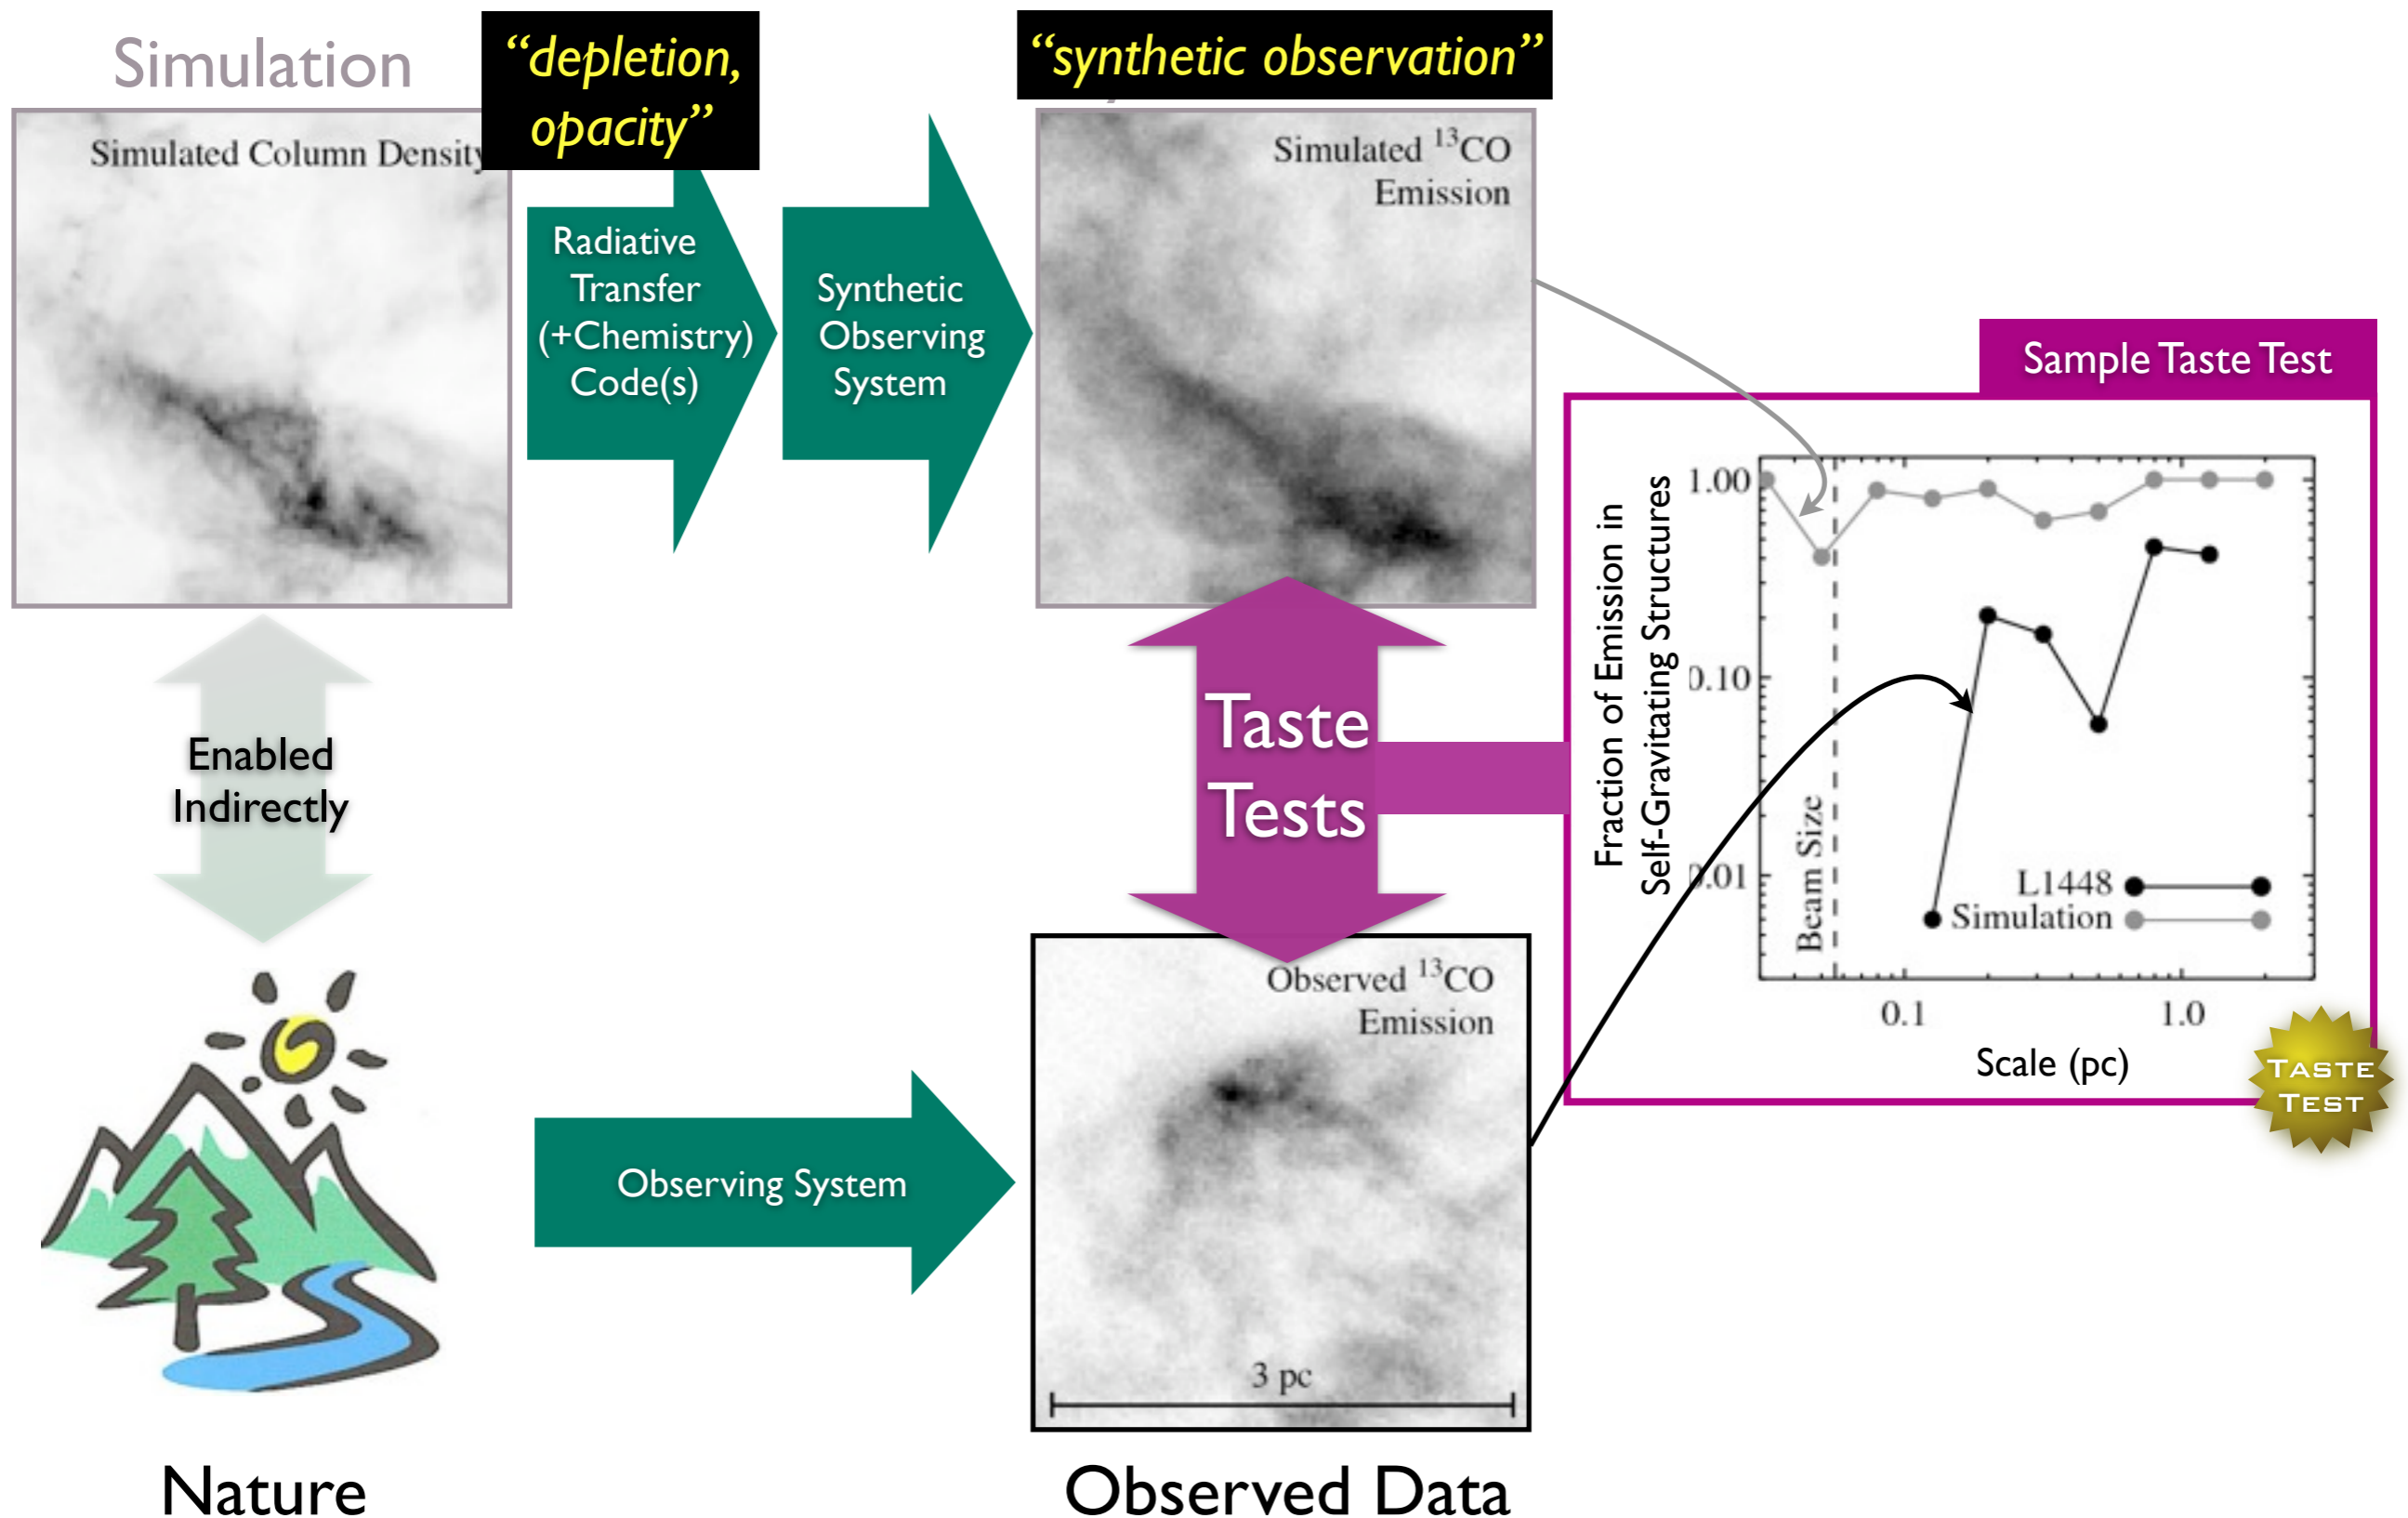 Simulation
“depletion,
opacity”
“synthetic observation”
Simulated Column Density
Radiative
Transfer
(+Chemistry)
Code(s)
Synthetic
Observing
System
Simulated ¹³CO
Emission
Sample Taste Test
Fraction of Emission in
Self-Gravitating Structures
1.00
0.10
0.01
Beam Size
L1448
Simulation
0.1
1.0
Scale (pc)
TASTE
TEST
Enabled
Indirectly
Taste
Tests
Observing System
Observed ¹³CO
Emission
3 pc
Nature
Observed Data